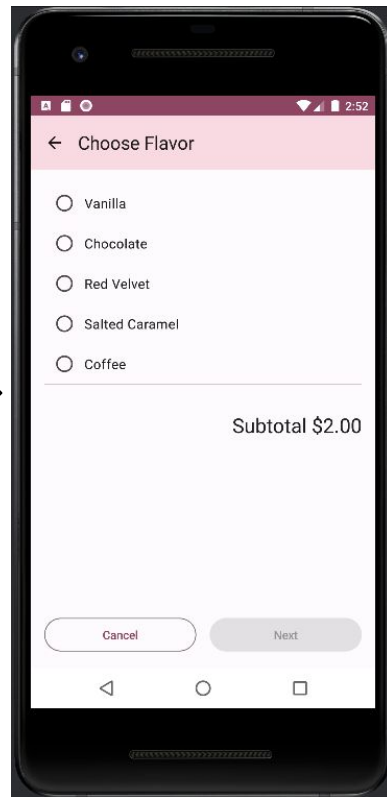 2:52
Choose Flavor
Vanilla
Chocolate
Red Velvet
Salted Caramel
Coffee
Subtotal $2.00
Cancel
Next